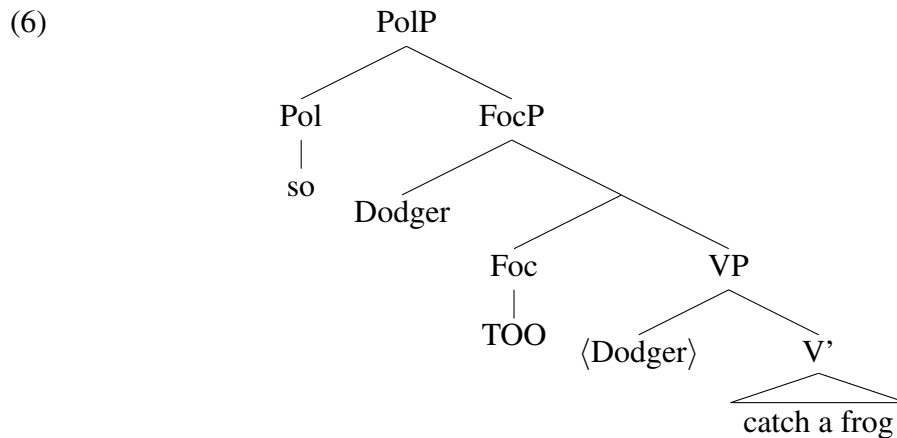 (6) PolP
Pol FocP
so
Dodger
Foc VP
TOO
⟨Dodger⟩ V’
catch a frog